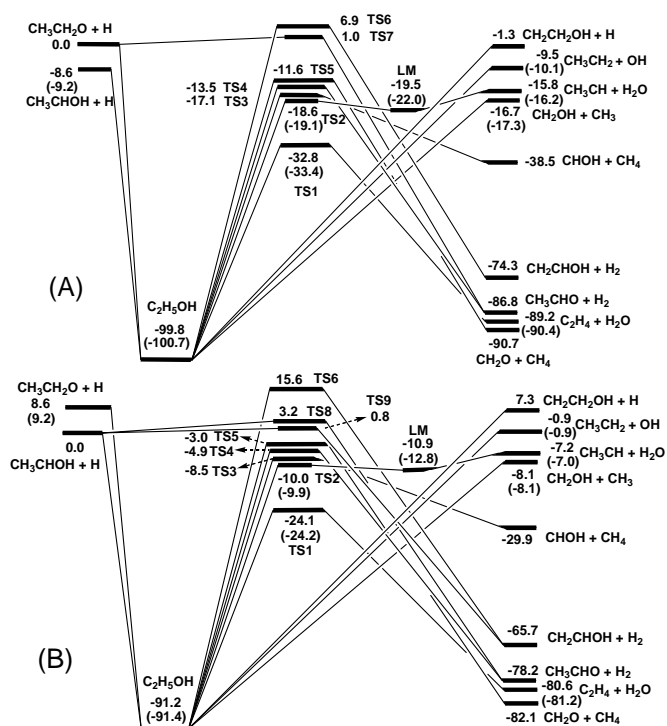 TS6
6.9
TS7
1.0
CH2CH2OH + H
-1.3
CH3CH2O + H
0.0
-8.6
(-9.2)
CH3CHOH + H
-9.5
(-10.1)
CH3CH2 + OH
-11.6 TS5
-13.5 TS4
-17.1 TS3
LM
-19.5
(-22.0)
-15.8
(-16.2)
CH3CH + H2O
-18.6
(-19.1)
TS2
-16.7
(-17.3)
CH2OH + CH3
-32.8
(-33.4)
TS1
-38.5 CHOH + CH4
-74.3 CH2CHOH + H2
(A)
C2H5OH
-99.8
(-100.7)
-86.8 CH3CHO + H2
-89.2
(-90.4)
C2H4 + H2O
-90.7
CH2O + CH4
15.6 TS6
7.3
CH2CH2OH + H
CH3CH2O + H
8.6
(9.2)
3.2 TS8
TS9
0.8
0.0
CH3CHOH + H
-0.9
(-0.9)
CH3CH2 + OH
-3.0 TS5
-4.9 TS4
-8.5 TS3
LM
-10.9
(-12.8)
-7.2
(-7.0)
CH3CH + H2O
-10.0
(-9.9)
TS2
-8.1
(-8.1)
CH2OH + CH3
-24.1
(-24.2)
TS1
-29.9 CHOH + CH4
-65.7
CH2CHOH + H2
(B)
C2H5OH
-91.2
(-91.4)
-78.2 CH3CHO + H2
-80.6
(-81.2)
C2H4 + H2O
-82.1 CH2O + CH4